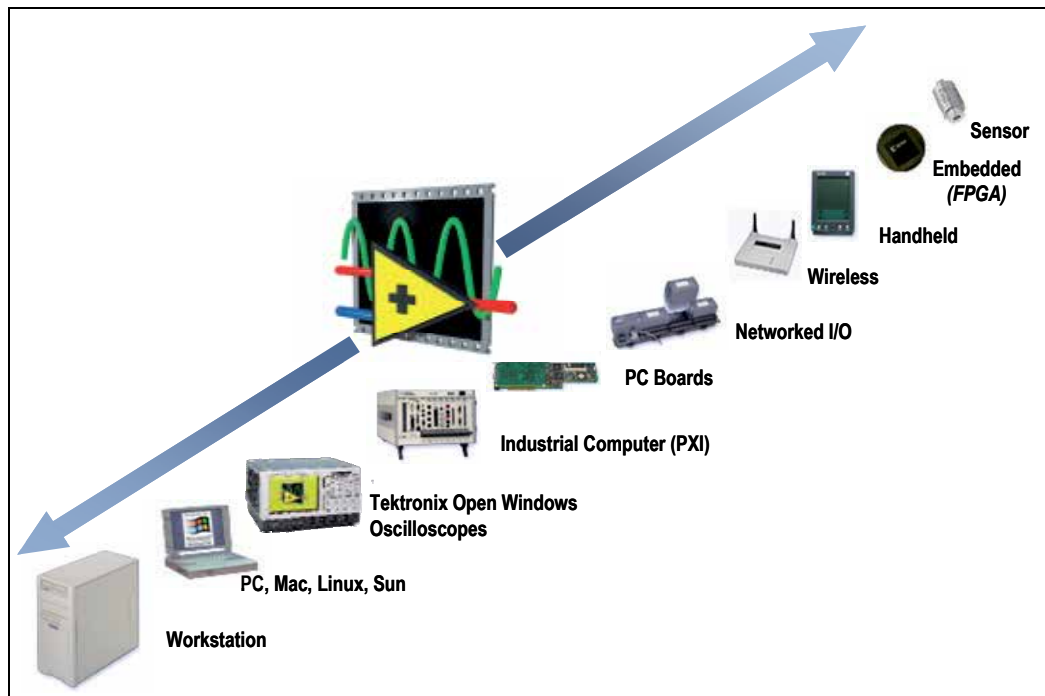 Sensor
Embedded
(FPGA)
Handheld
Wireless
Networked I/O
PC Boards
Industrial Computer (PXI)
Tektronix Open Windows
Oscilloscopes
PC, Mac, Linux, Sun
Workstation